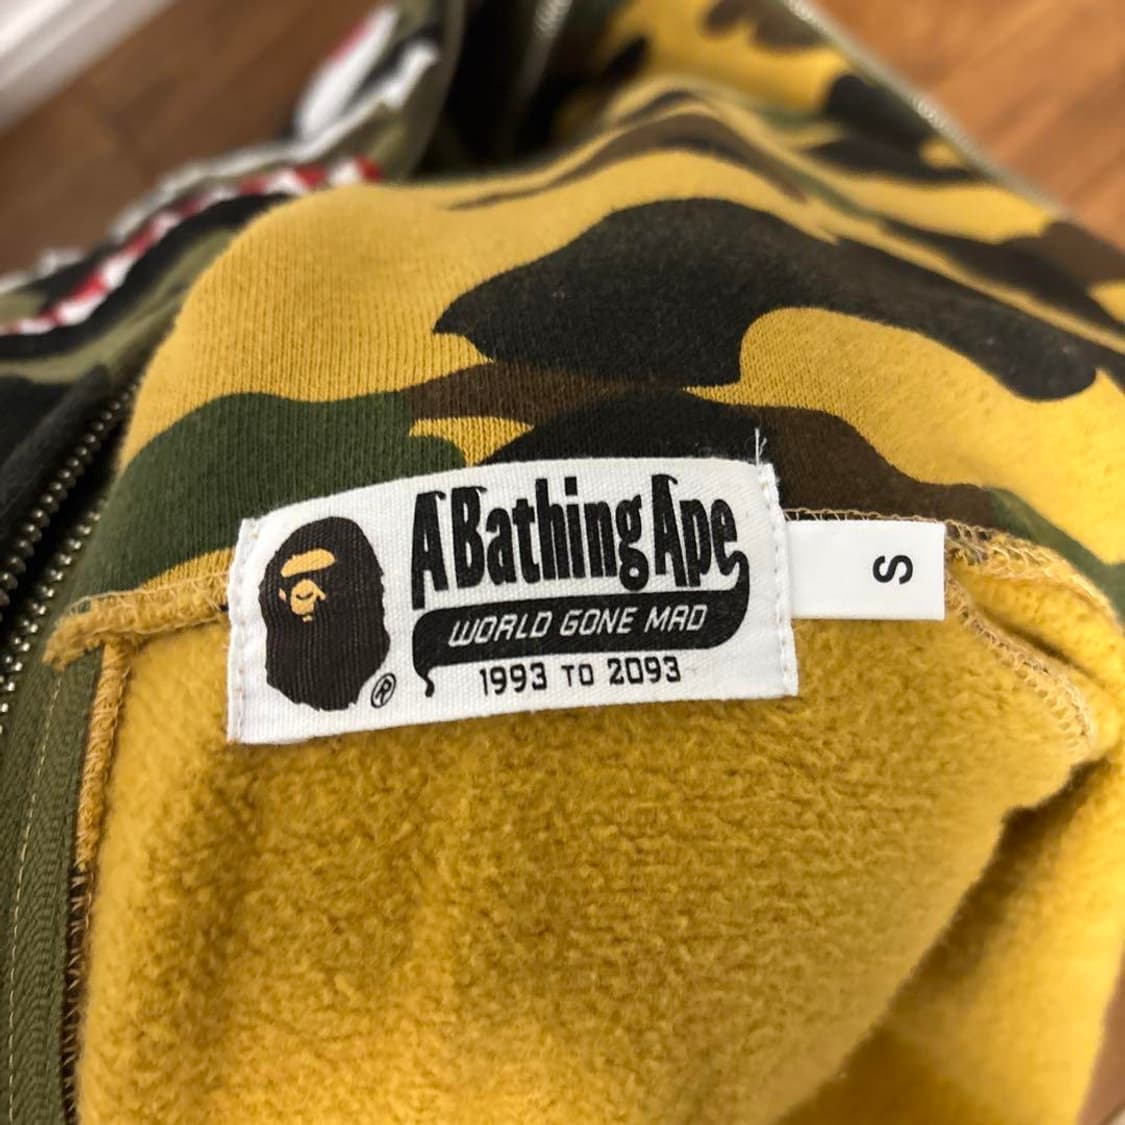 A Bathing Ape
WORLD GONE MAD
1993 TO 2093
®
S